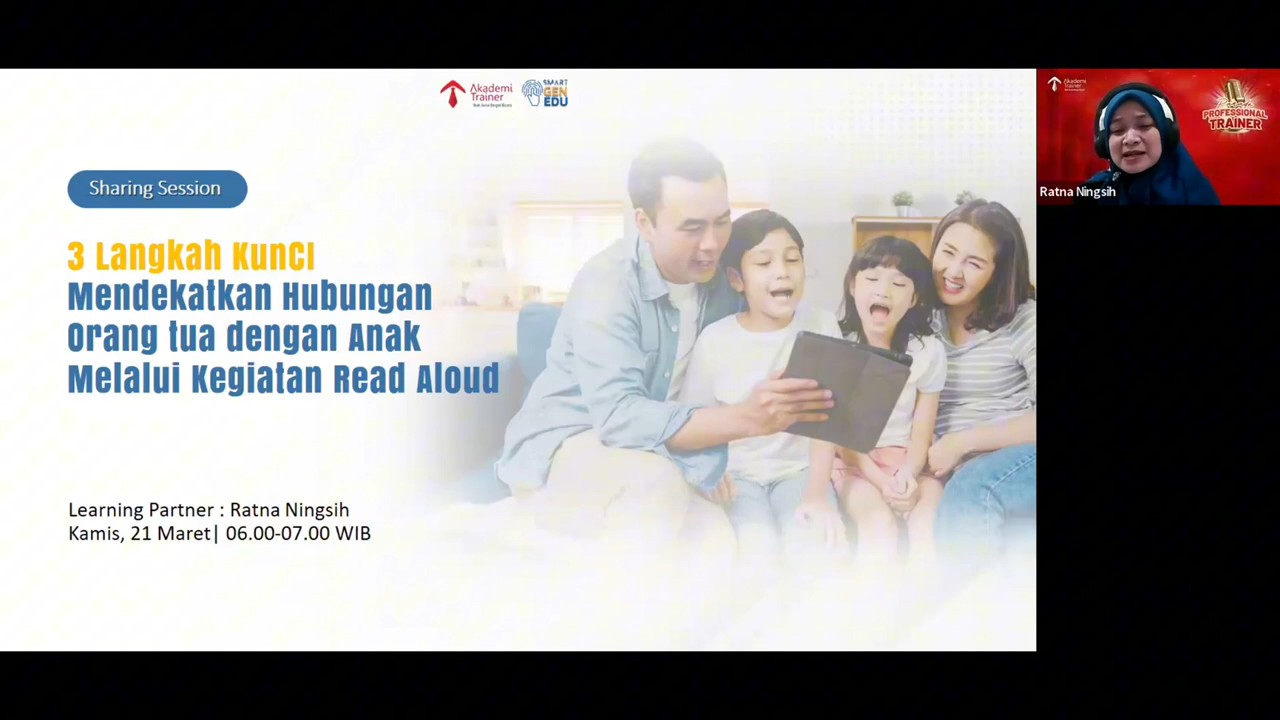 Akademi
Trainer
SMART
GEN
EDU
Sharing Session
3 Langkah KunCI
Mendekatkan Hubungan
Orang tua dengan Anak
Melalui Kegiatan Read Aloud
Learning Partner : Ratna Ningsih
Kamis, 21 Maret| 06.00-07.00 WIB
Akademi
Trainer
PROFESSIONAL
TRAINER
Ratna Ningsih